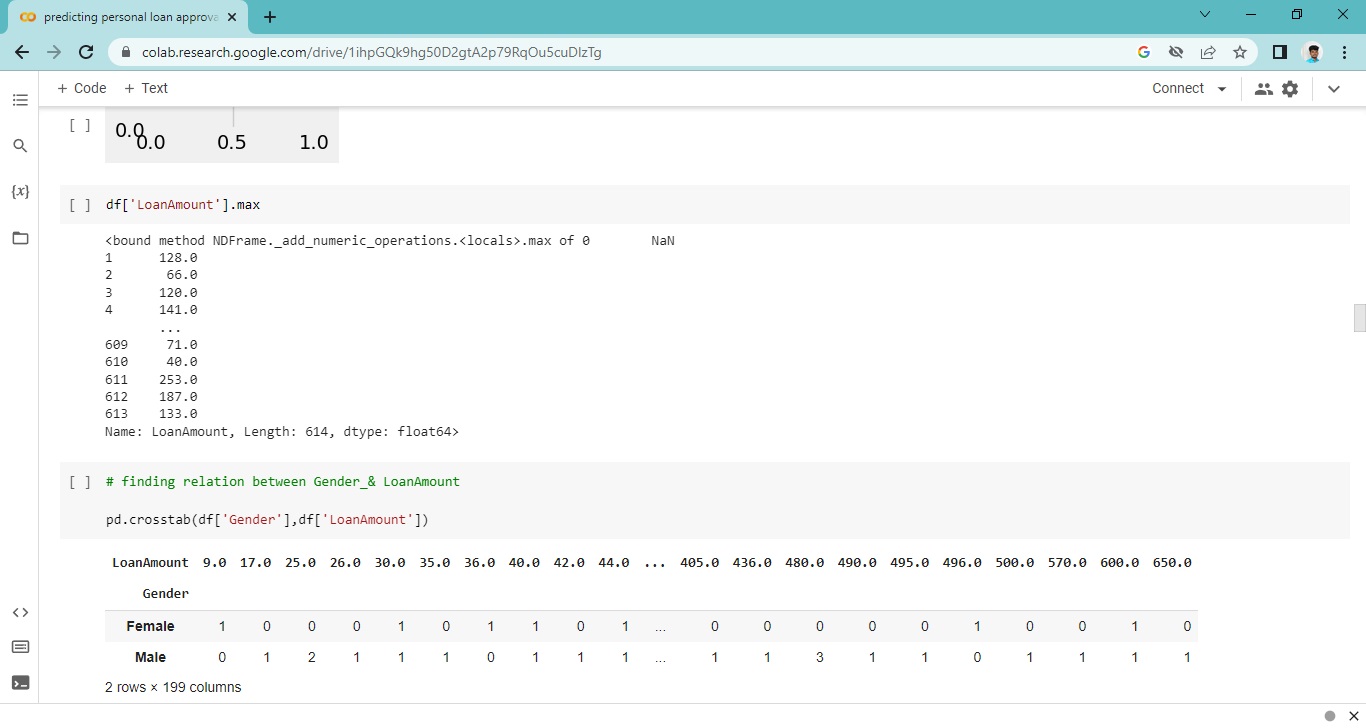 predicting personal loan approva
colab.research.google.com/drive/1ihpGQk9hg50D2gtA2p79RqOu5cuDlzTg
+ Code + Text Connect
[ ] 0.0
0.0 0.5 1.0
{x}
[ ] df['LoanAmount'].max
<bound method NDFrame._add_numeric_operations.<locals>.max of 0 NaN
1 128.0
2 66.0
3 120.0
4 141.0
...
609 71.0
610 40.0
611 253.0
612 187.0
613 133.0
Name: LoanAmount, Length: 614, dtype: float64>
[ ] # finding relation between Gender_& LoanAmount
pd.crosstab(df['Gender'],df['LoanAmount'])
LoanAmount 9.0 17.0 25.0 26.0 30.0 35.0 36.0 40.0 42.0 44.0 ... 405.0 436.0 480.0 490.0 495.0 496.0 500.0 570.0 600.0 650.0
Gender
Female 1 0 0 0 1 0 1 1 0 1 ... 0 0 0 0 0 1 0 0 1 0
Male 0 1 2 1 1 1 0 1 1 1 ... 1 1 3 1 1 0 1 1 1 1
2 rows × 199 columns